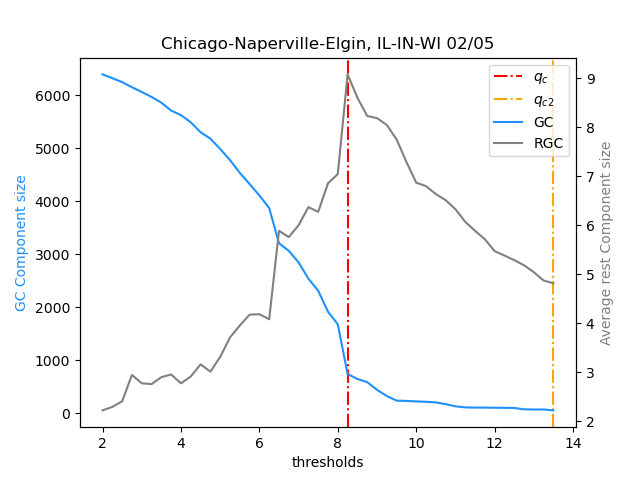 Chicago-Naperville-Elgin, IL-IN-WI 02/05
q_c
q_c2
GC
RGC
GC Component size
6000
5000
4000
3000
2000
1000
0
Average rest Component size
9
8
7
6
5
4
3
2
2 4 6 8 10 12 14
thresholds